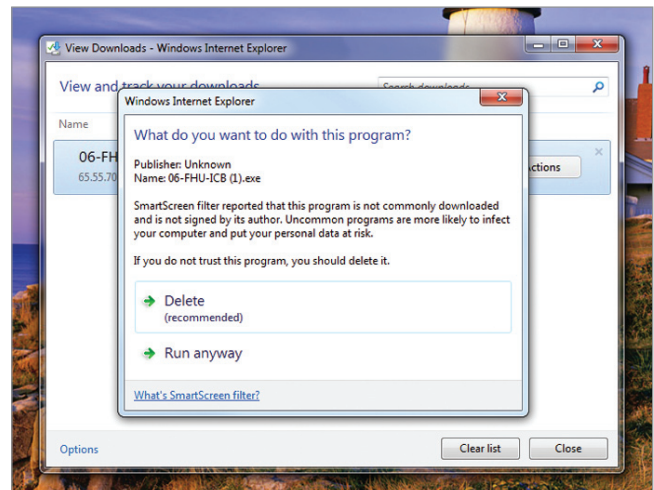 View Downloads - Windows Internet Explorer
View and track your downloads
Search downloads
Name
06-FH
65.55.70
ctions
Windows Internet Explorer
What do you want to do with this program?
Publisher: Unknown
Name: 06-FHU-ICB (1).exe
SmartScreen filter reported that this program is not commonly downloaded
and is not signed by its author. Uncommon programs are more likely to infect
your computer and put your personal data at risk.
If you do not trust this program, you should delete it.
Delete
(recommended)
Run anyway
What's SmartScreen filter?
Options
Clear list
Close